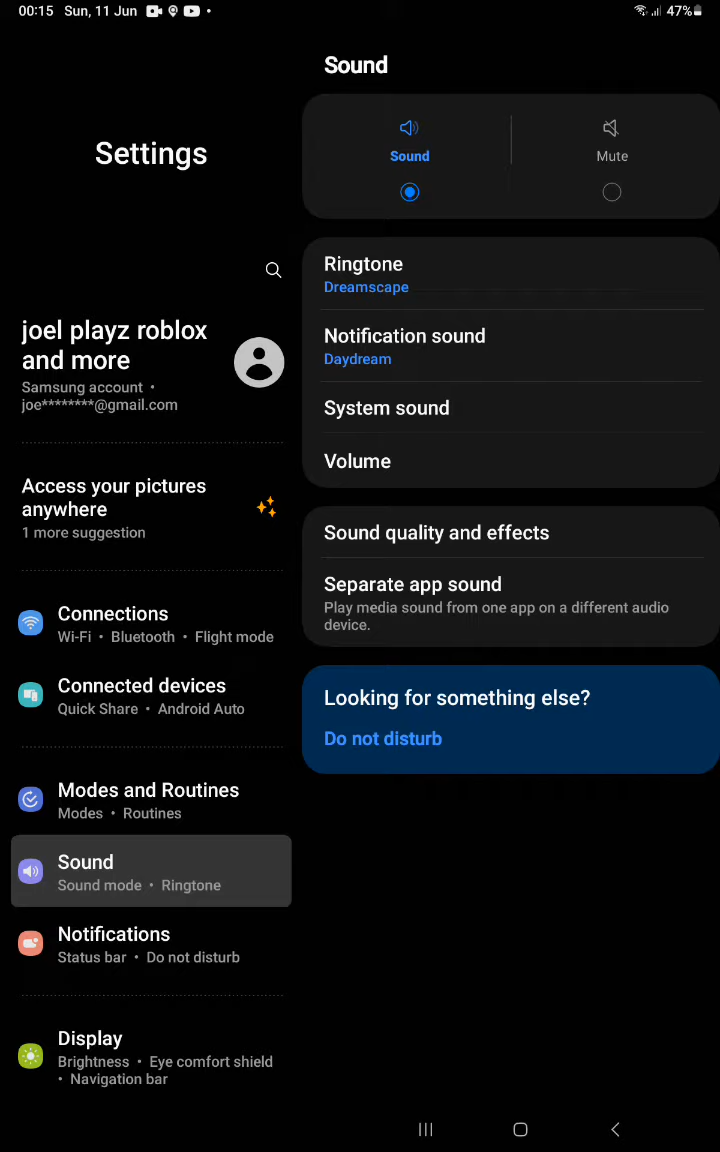 00:15 Sun, 11 Jun
47%
Settings
joel playz roblox
and more
Samsung account •
joe********@gmail.com
Access your pictures
anywhere
1 more suggestion
Connections
Wi-Fi • Bluetooth • Flight mode
Connected devices
Quick Share • Android Auto
Modes and Routines
Modes • Routines
Sound
Sound mode • Ringtone
Notifications
Status bar • Do not disturb
Display
Brightness • Eye comfort shield
• Navigation bar
Sound
Sound
Mute
Ringtone
Dreamscape
Notification sound
Daydream
System sound
Volume
Sound quality and effects
Separate app sound
Play media sound from one app on a different audio
device.
Looking for something else?
Do not disturb